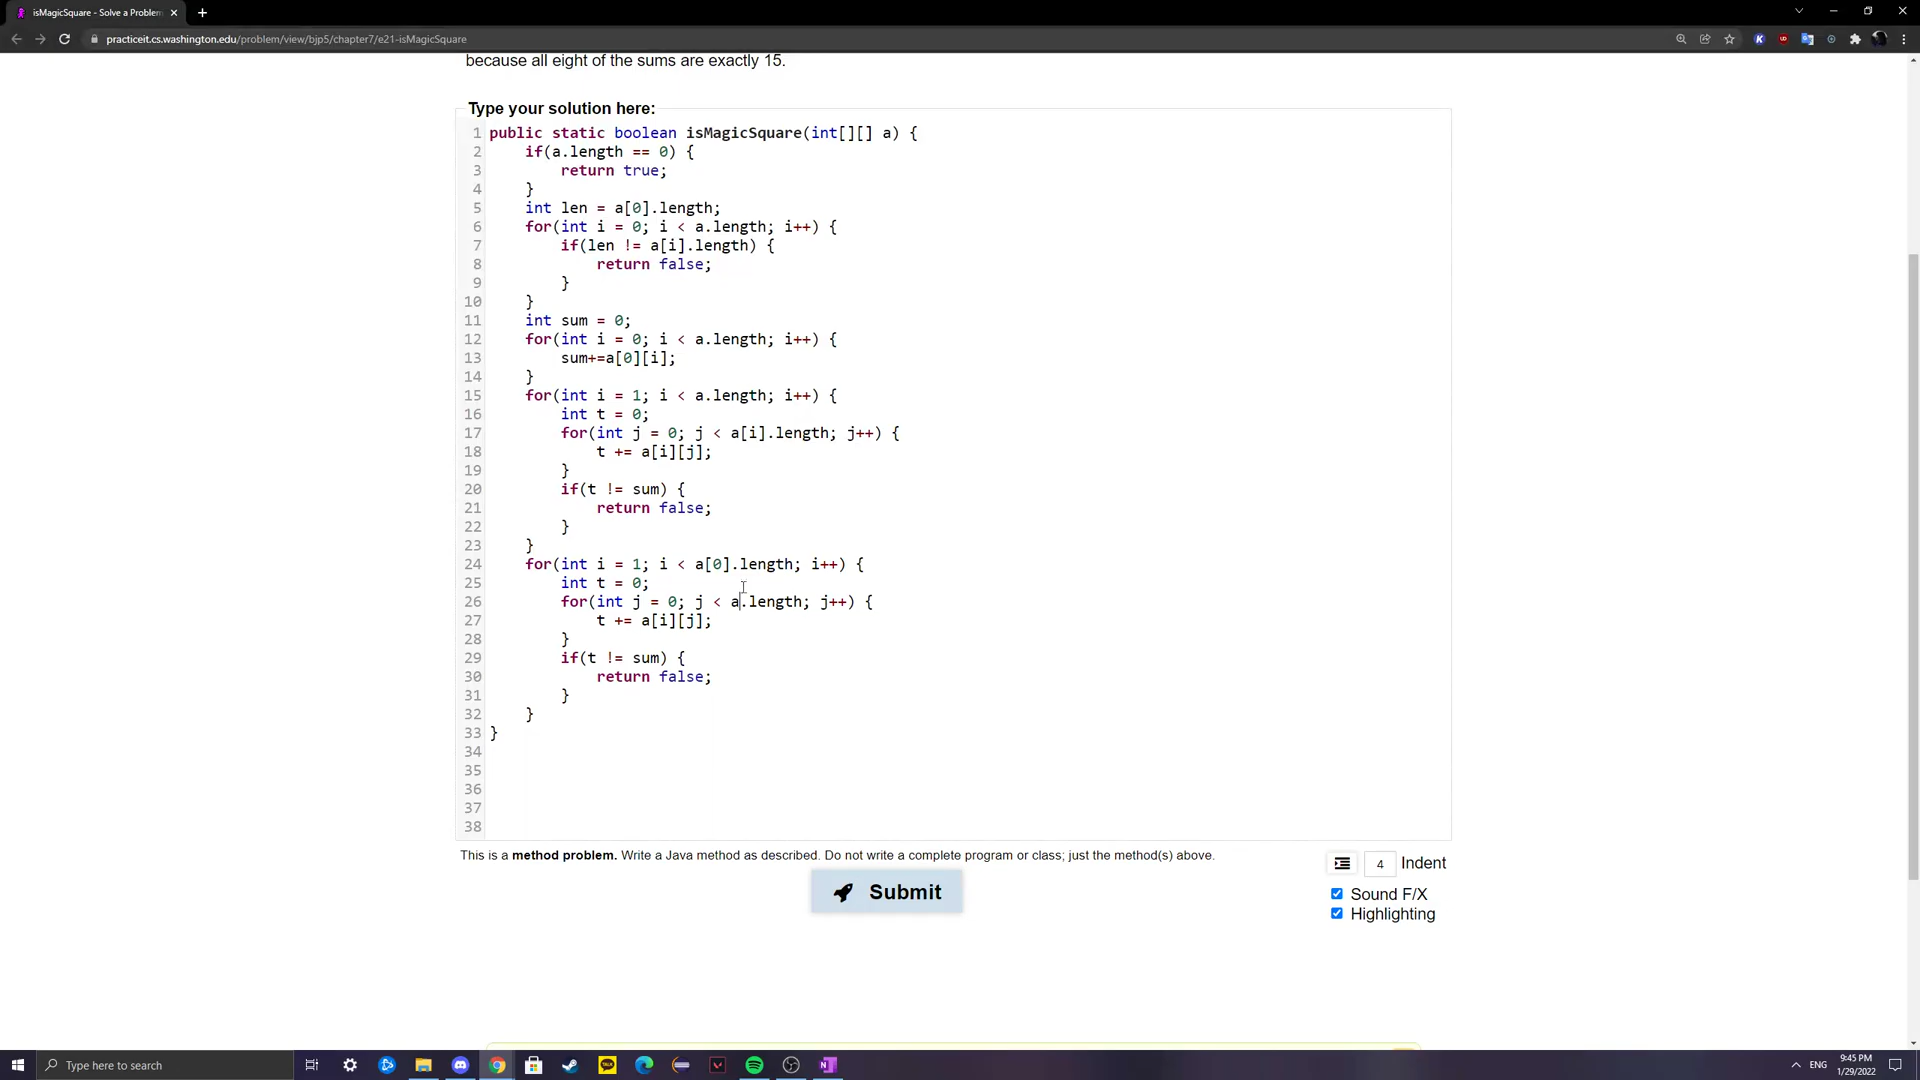 isMagicSquare - Solve a Problem
practiceit.cs.washington.edu/problem/view/bjp5/chapter7/e21-isMagicSquare
because all eight of the sums are exactly 15.
Type your solution here:
1 public static boolean isMagicSquare(int[][] a) {
2     if(a.length == 0) {
3         return true;
4     }
5     int len = a[0].length;
6     for(int i = 0; i < a.length; i++) {
7         if(len != a[i].length) {
8             return false;
9         }
10     }
11     int sum = 0;
12     for(int i = 0; i < a.length; i++) {
13         sum+=a[0][i];
14     }
15     for(int i = 1; i < a.length; i++) {
16         int t = 0;
17         for(int j = 0; j < a[i].length; j++) {
18             t += a[i][j];
19         }
20         if(t != sum) {
21             return false;
22         }
23     }
24     for(int i = 1; i < a[0].length; i++) {
25         int t = 0;
26         for(int j = 0; j < a.length; j++) {
27             t += a[i][j];
28         }
29         if(t != sum) {
30             return false;
31         }
32     }
33 }
34
35
36
37
38
This is a method problem. Write a Java method as described. Do not write a complete program or class; just the method(s) above.
4 Indent
Submit
Sound F/X
Highlighting
Type here to search
ENG
9:45 PM
1/29/2022